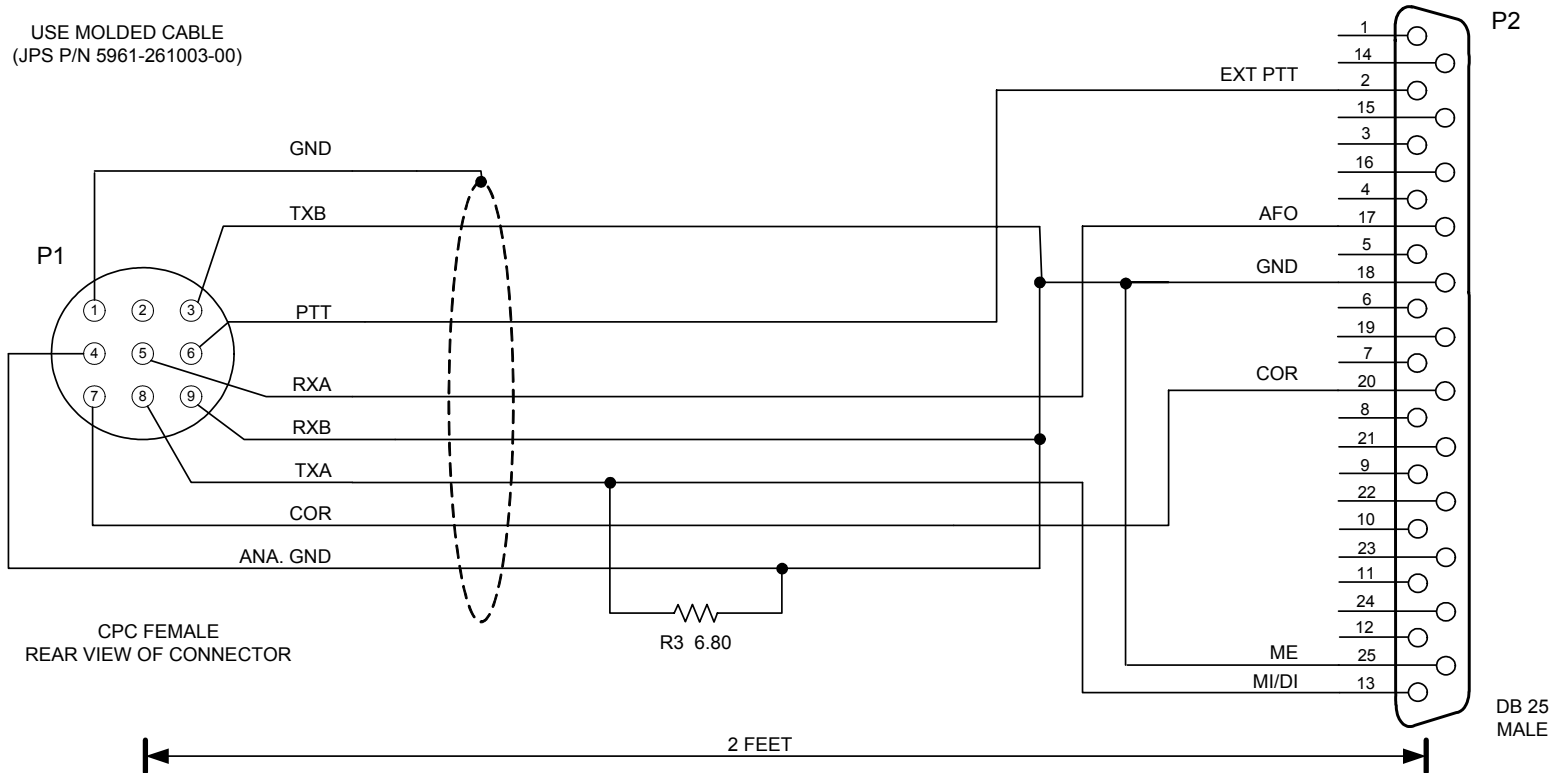 USE MOLDED CABLE
(JPS P/N 5961-261003-00)
P2
1
14
EXT PTT 2
15
3
16
4
AFO 17
5
GND 18
6
19
7
COR 20
8
21
9
22
10
23
11
24
12
ME 25
MI/DI 13
DB 25
MALE
P1
GND
TXB
PTT
RXA
RXB
TXA
COR
ANA. GND
1 2 3
4 5 6
7 8 9
R3 6.80
CPC FEMALE
REAR VIEW OF CONNECTOR
2 FEET